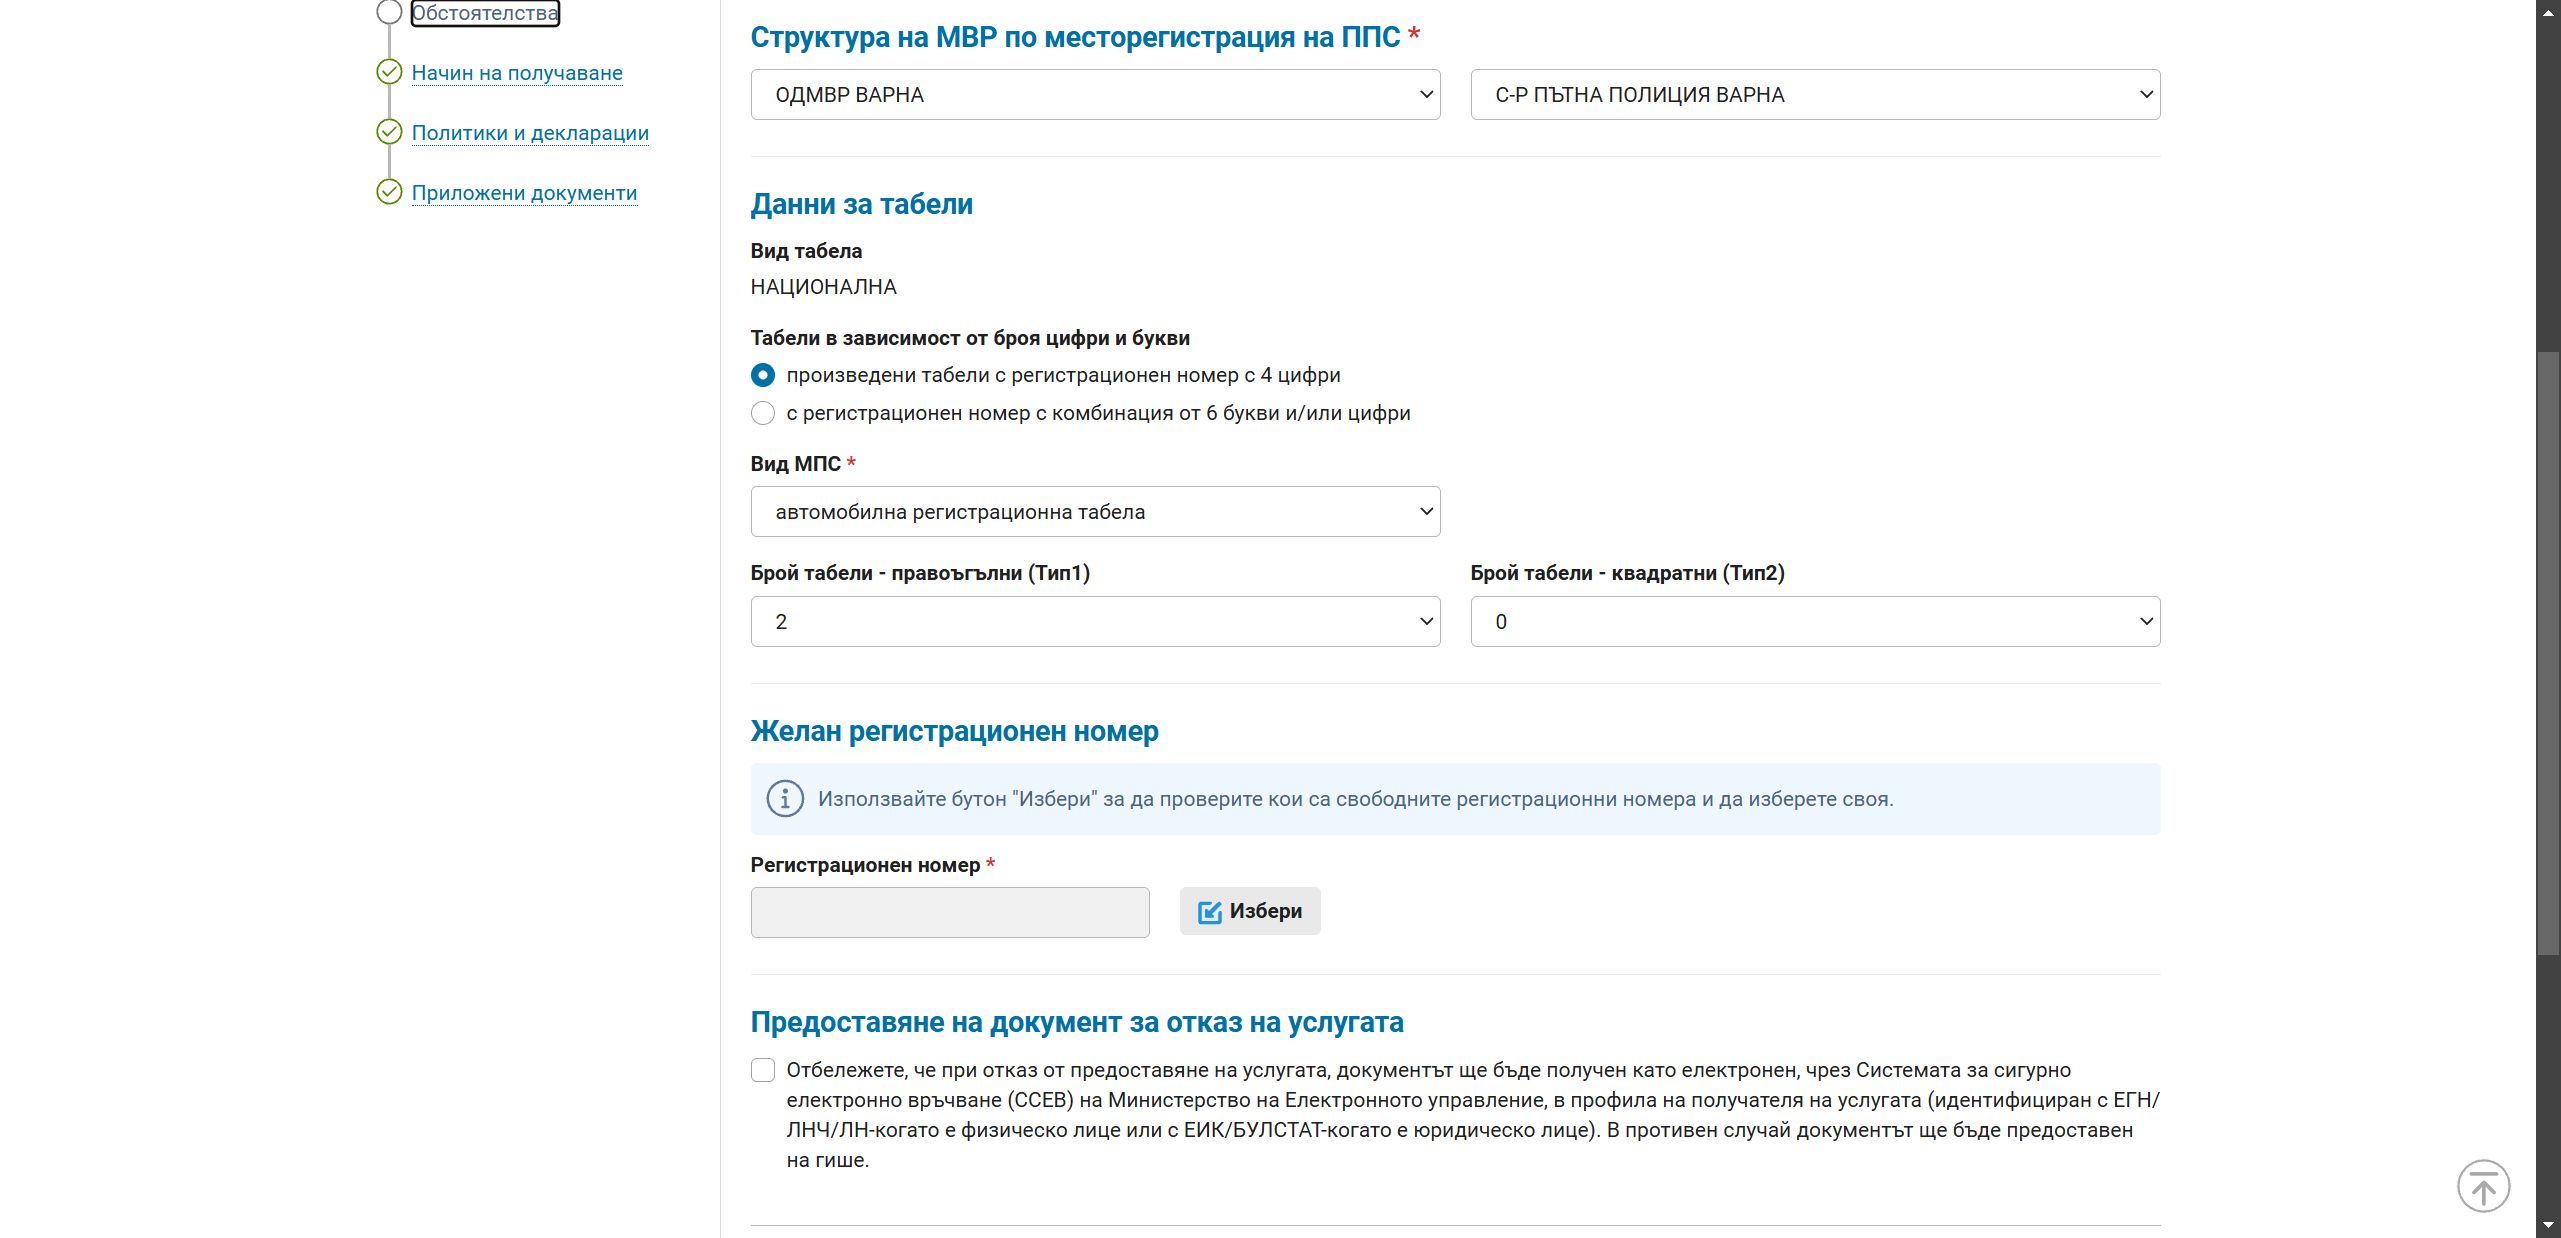 Обстоятелства
Начин на получаване
Политики и декларации
Приложени документи
Структура на МВР по месторегистрация на ППС *
ОДМВР ВАРНА
С-Р ПЪТНА ПОЛИЦИЯ ВАРНА
Данни за табели
Вид табела
НАЦИОНАЛНА
Табели в зависимост от броя цифри и букви
произведени табели с регистрационен номер с 4 цифри
с регистрационен номер с комбинация от 6 букви и/или цифри
Вид МПС *
автомобилна регистрационна табела
Брой табели - правоъгълни (Тип1)
Брой табели - квадратни (Тип2)
2
0
Желан регистрационен номер
Използвайте бутон "Избери" за да проверите кои са свободните регистрационни номера и да изберете своя.
Регистрационен номер *
Избери
Предоставяне на документ за отказ на услугата
Отбележете, че при отказ от предоставяне на услугата, документът ще бъде получен като електронен, чрез Системата за сигурно
електронно връчване (ССЕВ) на Министерство на Електронното управление, в профила на получателя на услугата (идентифициран с ЕГН/
ЛНЧ/ЛН-когато е физическо лице или с ЕИК/БУЛСТАТ-когато е юридическо лице). В противен случай документът ще бъде предоставен
на гише.